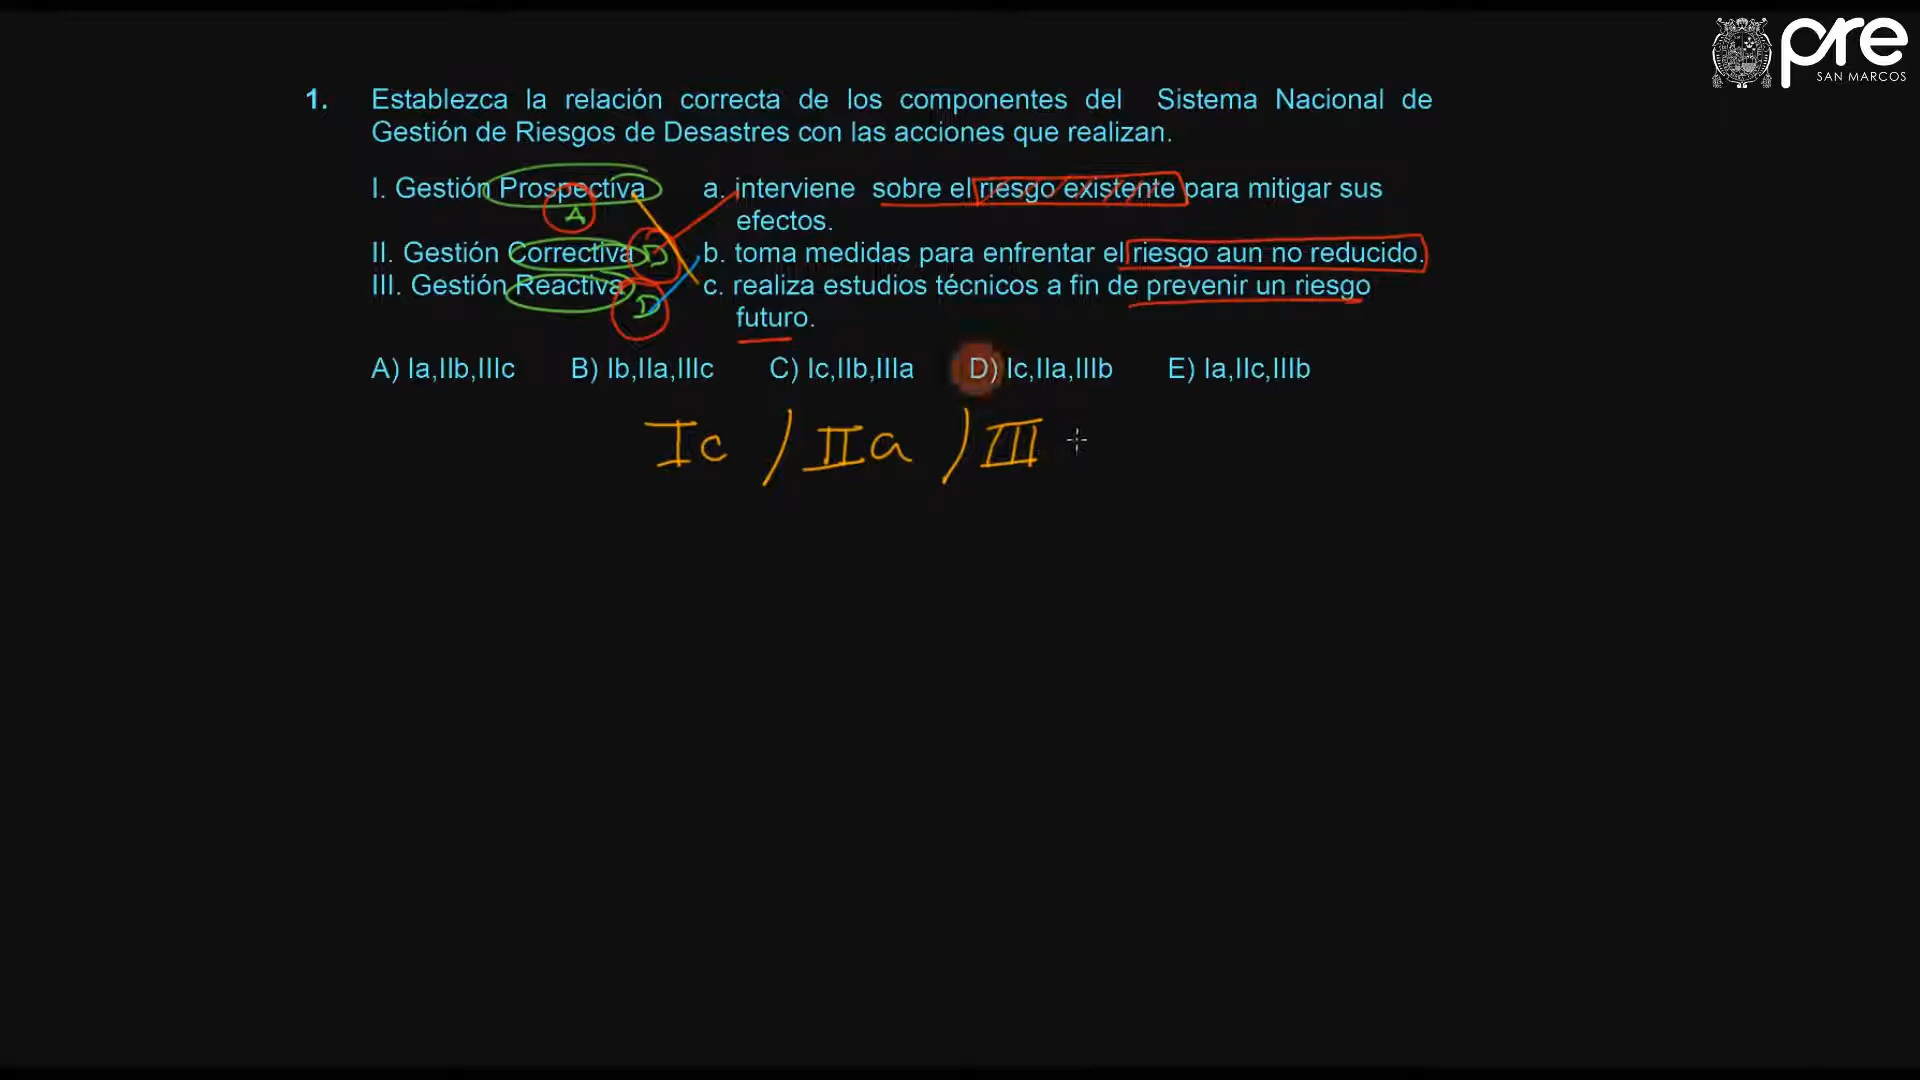 pre
SAN MARCOS
1. Establezca la relación correcta de los componentes del Sistema Nacional de
Gestión de Riesgos de Desastres con las acciones que realizan.
I. Gestión Prospectiva a. interviene sobre el riesgo existente para mitigar sus
A
efectos.
II. Gestión Correctiva D b. toma medidas para enfrentar el riesgo aun no reducido.
III. Gestión Reactiva c. realiza estudios técnicos a fin de prevenir un riesgo
D
futuro.
A) Ia,IIb,IIIc B) Ib,IIa,IIIc C) Ic,IIb,IIIa D) Ic,IIa,IIIb E) Ia,IIc,IIIb
Ic / IIa / III